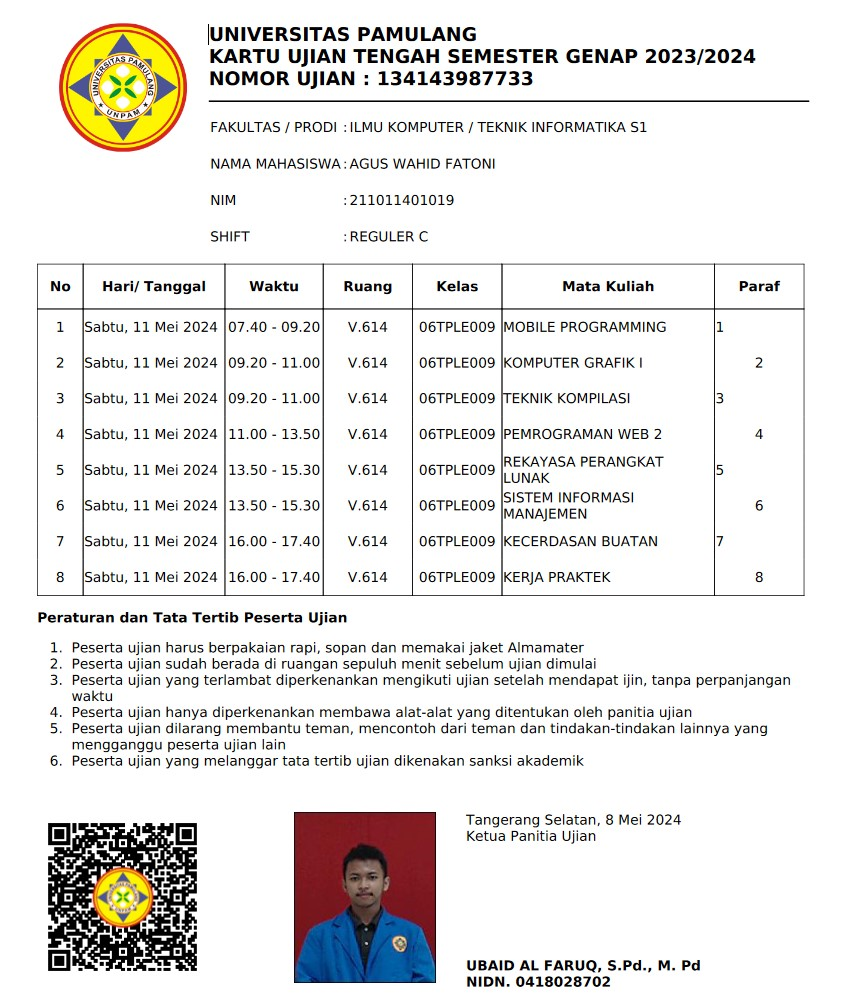 UNIVERSITAS PAMULANG
UNPAM
UNIVERSITAS PAMULANG
KARTU UJIAN TENGAH SEMESTER GENAP 2023/2024
NOMOR UJIAN : 134143987733
FAKULTAS / PRODI : ILMU KOMPUTER / TEKNIK INFORMATIKA S1
NAMA MAHASISWA : AGUS WAHID FATONI
NIM : 211011401019
SHIFT : REGULER C
No Hari/ Tanggal Waktu Ruang Kelas Mata Kuliah Paraf
1 Sabtu, 11 Mei 2024 07.40 - 09.20 V.614 06TPLE009 MOBILE PROGRAMMING 1
2 Sabtu, 11 Mei 2024 09.20 - 11.00 V.614 06TPLE009 KOMPUTER GRAFIK I 2
3 Sabtu, 11 Mei 2024 09.20 - 11.00 V.614 06TPLE009 TEKNIK KOMPILASI 3
4 Sabtu, 11 Mei 2024 11.00 - 13.50 V.614 06TPLE009 PEMROGRAMAN WEB 2 4
5 Sabtu, 11 Mei 2024 13.50 - 15.30 V.614 06TPLE009 REKAYASA PERANGKAT
LUNAK 5
6 Sabtu, 11 Mei 2024 13.50 - 15.30 V.614 06TPLE009 SISTEM INFORMASI
MANAJEMEN 6
7 Sabtu, 11 Mei 2024 16.00 - 17.40 V.614 06TPLE009 KECERDASAN BUATAN 7
8 Sabtu, 11 Mei 2024 16.00 - 17.40 V.614 06TPLE009 KERJA PRAKTEK 8
Peraturan dan Tata Tertib Peserta Ujian
1. Peserta ujian harus berpakaian rapi, sopan dan memakai jaket Almamater
2. Peserta ujian sudah berada di ruangan sepuluh menit sebelum ujian dimulai
3. Peserta ujian yang terlambat diperkenankan mengikuti ujian setelah mendapat ijin, tanpa perpanjangan
waktu
4. Peserta ujian hanya diperkenankan membawa alat-alat yang ditentukan oleh panitia ujian
5. Peserta ujian dilarang membantu teman, mencontoh dari teman dan tindakan-tindakan lainnya yang
mengganggu peserta ujian lain
6. Peserta ujian yang melanggar tata tertib ujian dikenakan sanksi akademik
Tangerang Selatan, 8 Mei 2024
Ketua Panitia Ujian
UBAID AL FARUQ, S.Pd., M. Pd
NIDN. 0418028702